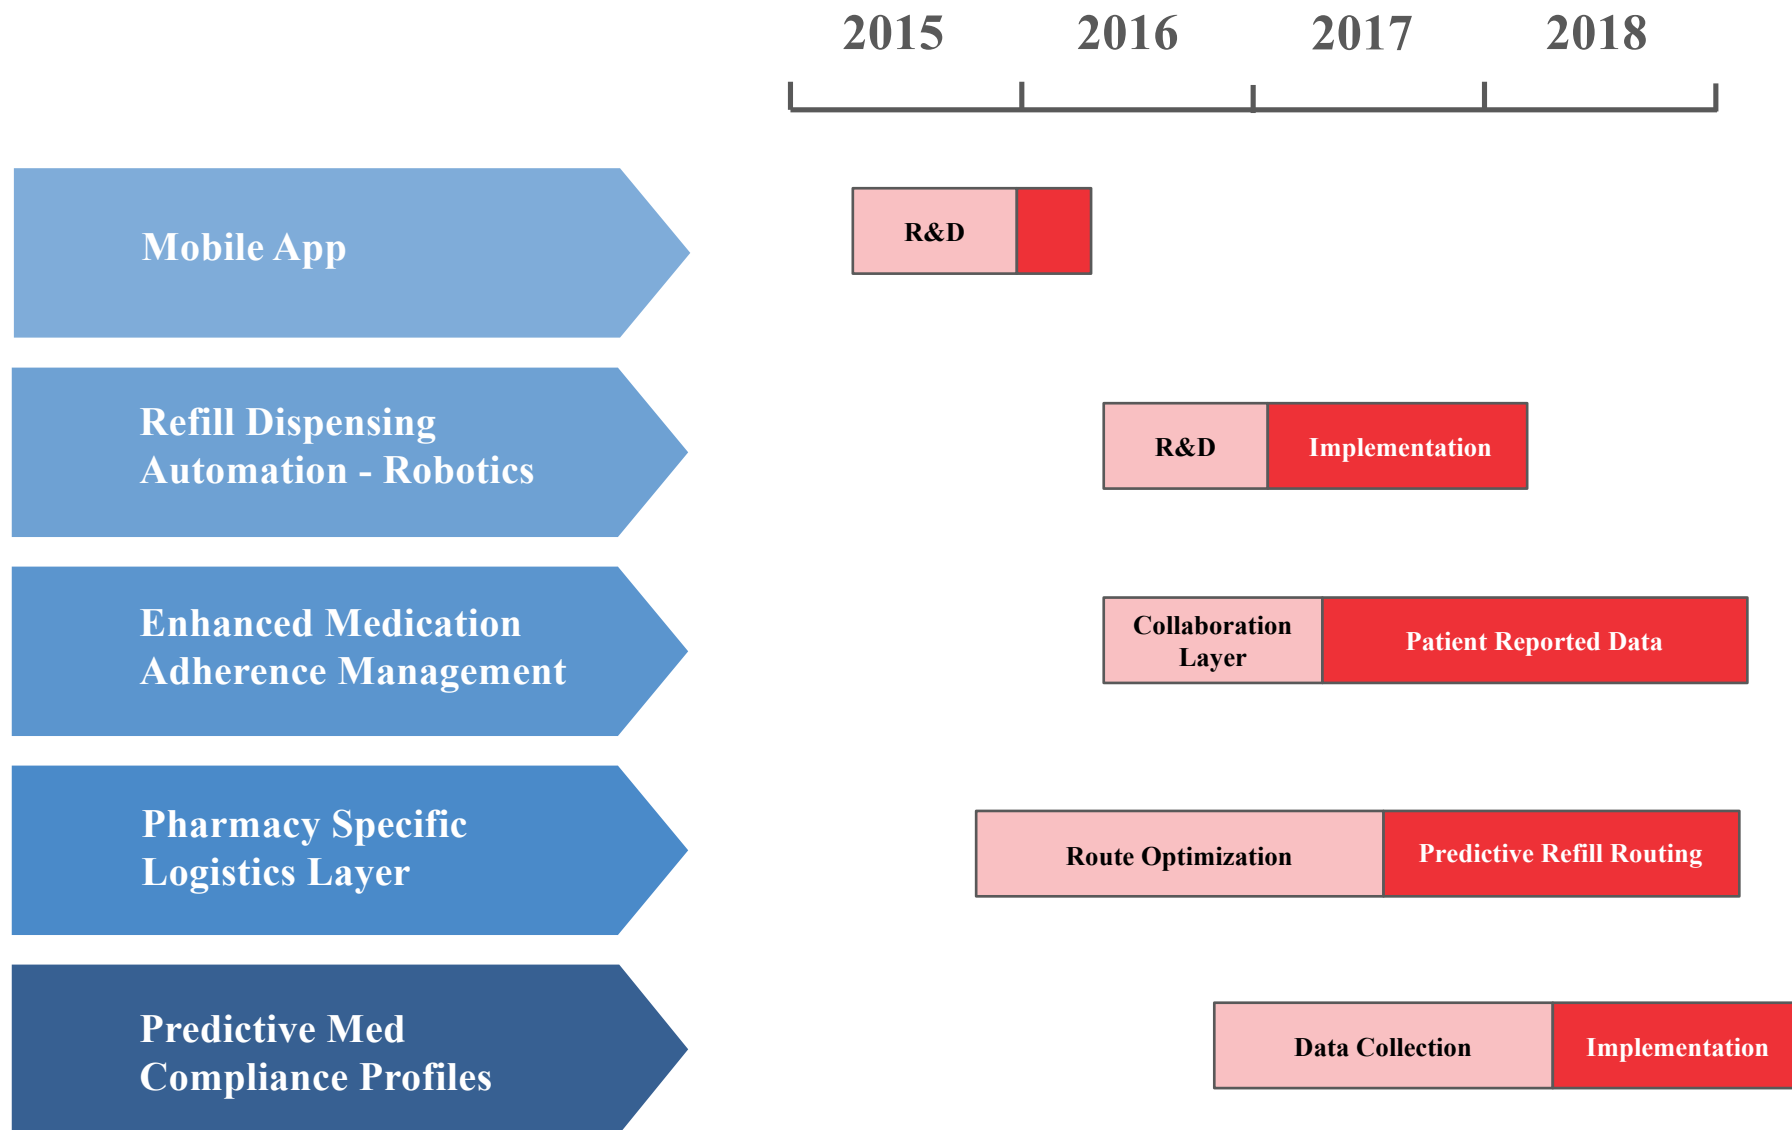 2015 2016 2017 2018
Mobile App
R&D
Refill Dispensing
Automation - Robotics
R&D
Implementation
Enhanced Medication
Adherence Management
Collaboration
Layer
Patient Reported Data
Pharmacy Specific
Logistics Layer
Route Optimization
Predictive Refill Routing
Predictive Med
Compliance Profiles
Data Collection
Implementation